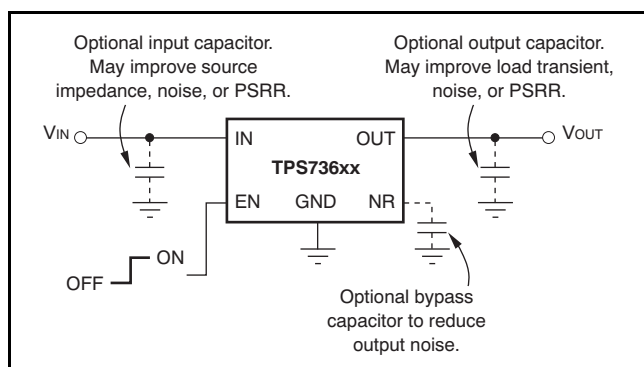 Optional input capacitor.
May improve source
impedance, noise, or PSRR.
Optional output capacitor.
May improve load transient,
noise, or PSRR.
VIN
IN
OUT
VOUT
TPS736xx
EN
GND
NR
OFF
ON
Optional bypass
capacitor to reduce
output noise.